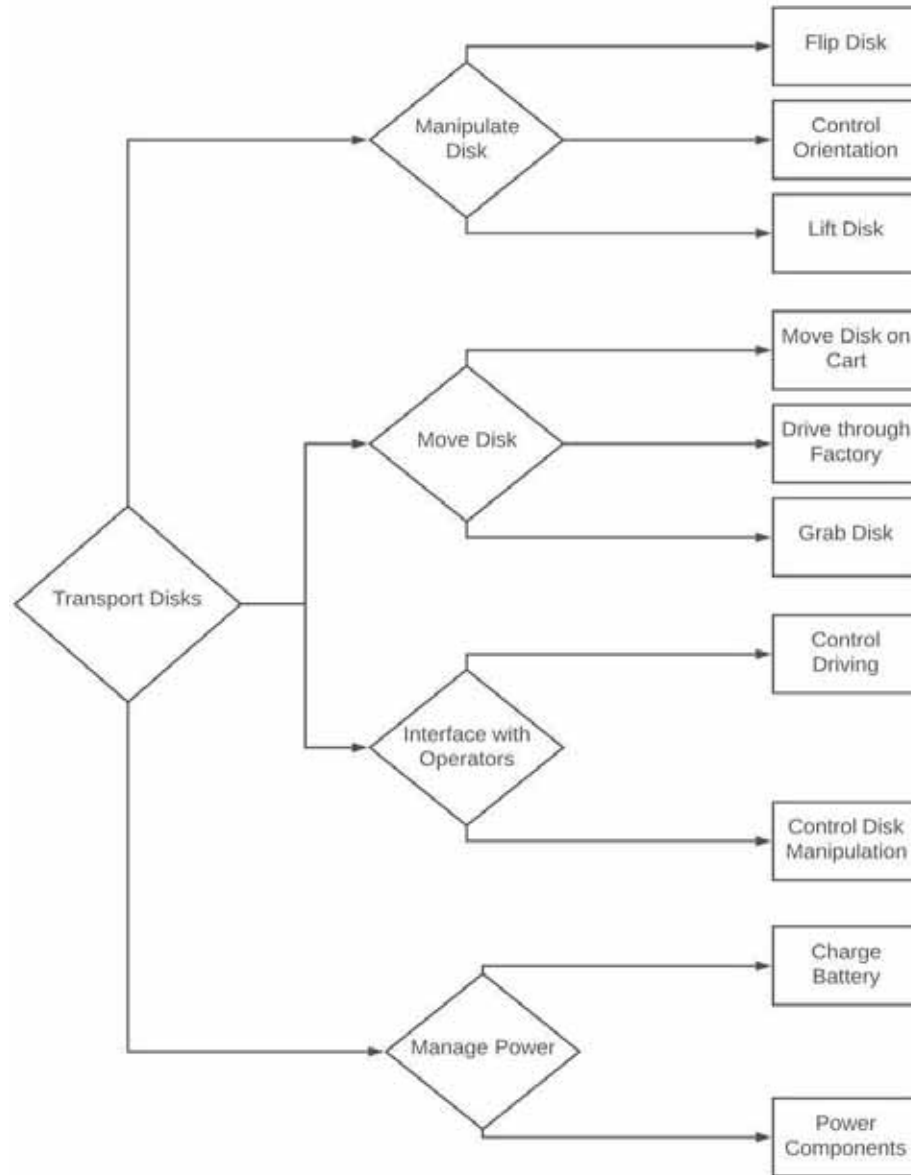 Flip Disk
Manipulate
Disk
Control
Orientation
Lift Disk
Move Disk on
Cart
Move Disk
Drive through
Factory
Grab Disk
Transport Disks
Control
Driving
Interface with
Operators
Control Disk
Manipulation
Charge
Battery
Manage Power
Power
Components